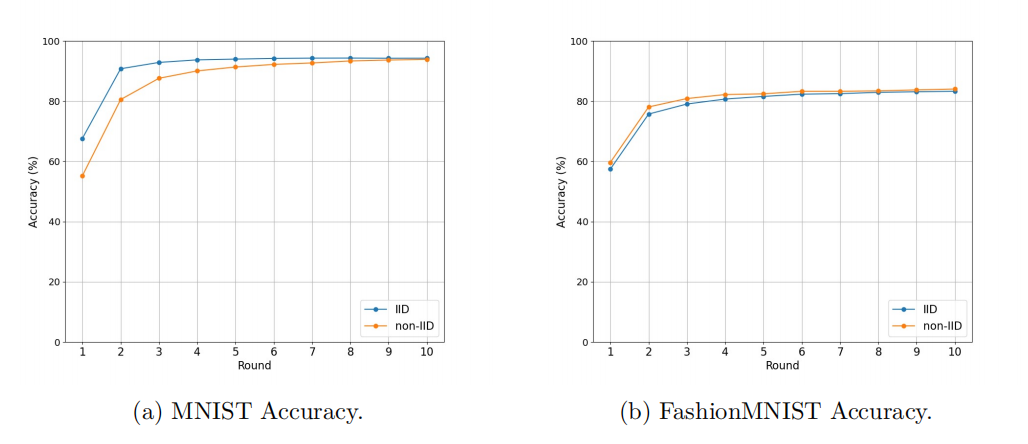 100
80
60
40
20
0
Accuracy (%)
1 2 3 4 5 6 7 8 9 10
Round
IID
non-IID
(a) MNIST Accuracy.
100
80
60
40
20
0
Accuracy (%)
1 2 3 4 5 6 7 8 9 10
Round
IID
non-IID
(b) FashionMNIST Accuracy.